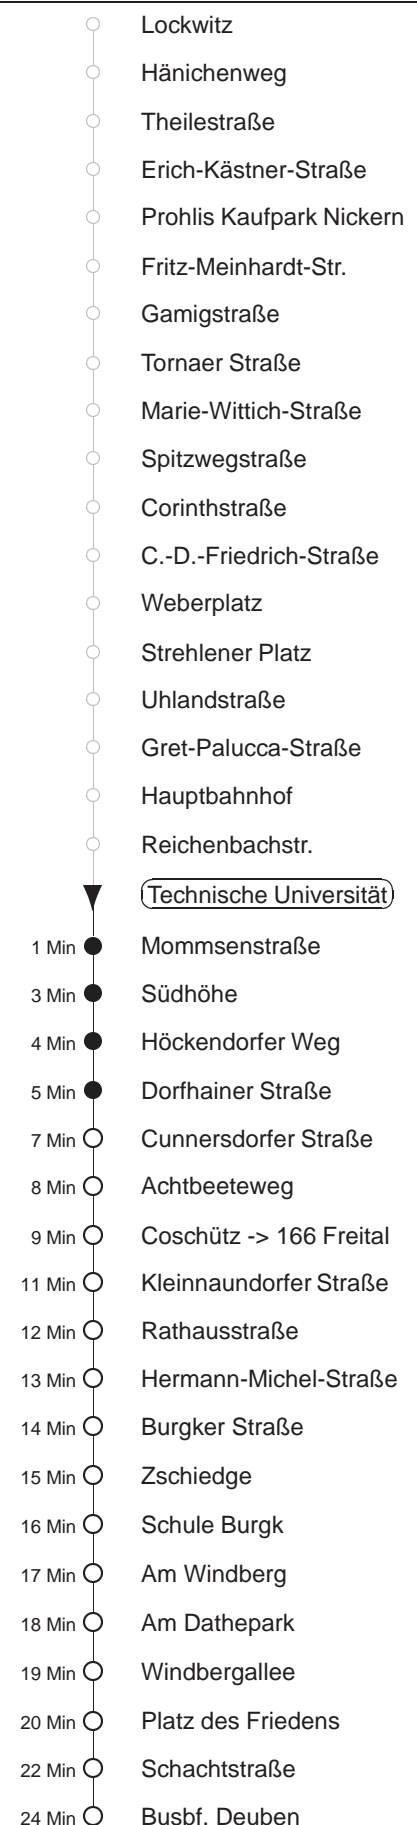 Lockwitz
Hänichenweg
Theilestraße
Erich-Kästner-Straße
Prohlis Kaufpark Nickern
Fritz-Meinhardt-Str.
Gamigstraße
Tornaer Straße
Marie-Wittich-Straße
Spitzwegstraße
Corinthstraße
C.-D.-Friedrich-Straße
Weberplatz
Strehlener Platz
Uhlandstraße
Gret-Palucca-Straße
Hauptbahnhof
Reichenbachstr.
Technische Universität
1 Min Mommsenstraße
3 Min Südhöhe
4 Min Höckendorfer Weg
5 Min Dorfhainer Straße
7 Min Cunnersdorfer Straße
8 Min Achtbeeteweg
9 Min Coschütz -> 166 Freital
11 Min Kleinnaundorfer Straße
12 Min Rathausstraße
13 Min Hermann-Michel-Straße
14 Min Burgker Straße
15 Min Zschiedge
16 Min Schule Burgk
17 Min Am Windberg
18 Min Am Dathepark
19 Min Windbergallee
20 Min Platz des Friedens
22 Min Schachtstraße
24 Min Busbf. Deuben